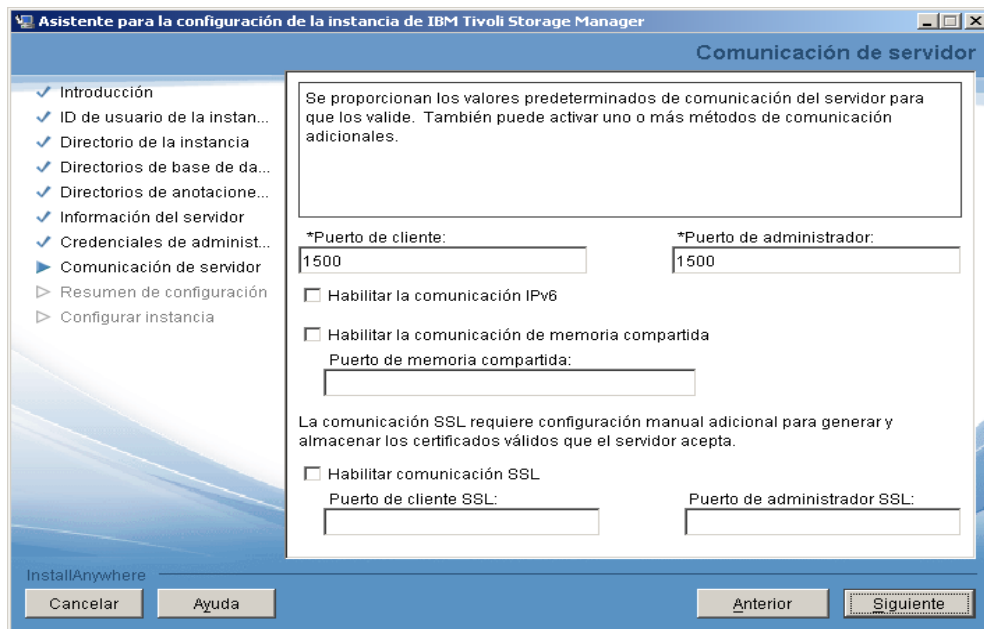 Asistente para la configuración de la instancia de IBM Tivoli Storage Manager
Comunicación de servidor
Introducción
ID de usuario de la instan...
Directorio de la instancia
Directorios de base de da...
Directorios de anotacione...
Información del servidor
Credenciales de administ...
Comunicación de servidor
Resumen de configuración
Configurar instancia
Se proporcionan los valores predeterminados de comunicación del servidor para
que los valide. También puede activar uno o más métodos de comunicación
adicionales.
*Puerto de cliente: *Puerto de administrador:
1500 1500
Habilitar la comunicación IPv6
Habilitar la comunicación de memoria compartida
Puerto de memoria compartida:
La comunicación SSL requiere configuración manual adicional para generar y
almacenar los certificados válidos que el servidor acepta.
Habilitar comunicación SSL
Puerto de cliente SSL: Puerto de administrador SSL:
InstallAnywhere
Cancelar Ayuda Anterior Siguiente